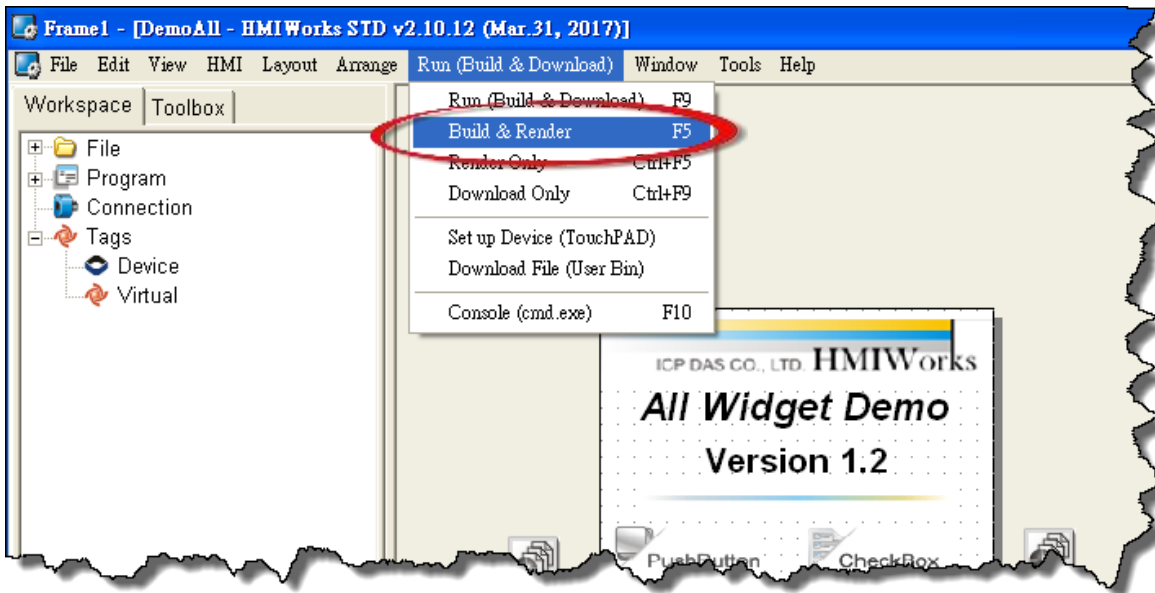 Frame1 - [DemoAll - HMIWorks STD v2.10.12 (Mar.31, 2017)]
File Edit View HMI Layout Arrange Run (Build & Download) Window Tools Help
Workspace Toolbox
File
Program
Connection
Tags
Device
Virtual
Run (Build & Download) F9
Build & Render F5
Render Only Ctrl+F5
Download Only Ctrl+F9
Set up Device (TouchPAD)
Download File (User Bin)
Console (cmd.exe) F10
ICP DAS CO., LTD. HMIWorks
All Widget Demo
Version 1.2
PushButton CheckBox